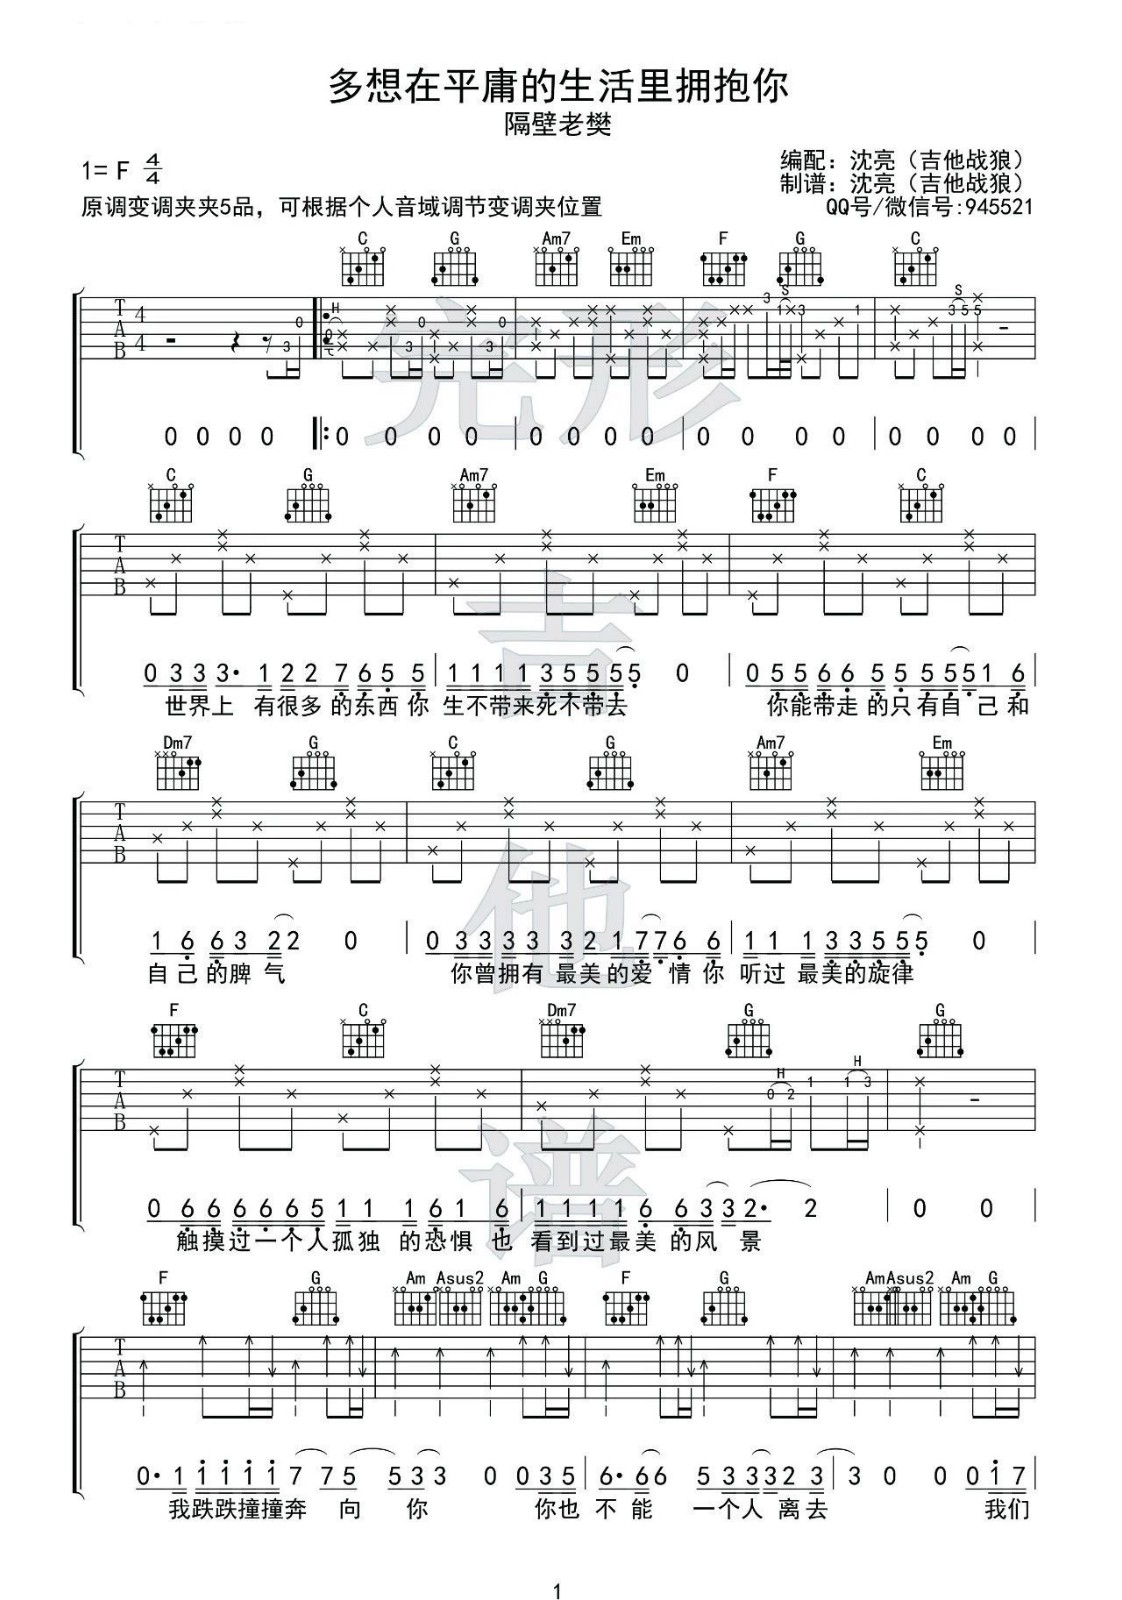 多想在平庸的生活里拥抱你
隔壁老樊
1= F 4/4
编配：沈亮（吉他战狼）
制谱：沈亮（吉他战狼）
原调变调夹夹5品，可根据个人音域调节变调夹位置
QQ号/微信号:945521
C G Am7 Em F G C
T A B 4 4
0 0 0 0 0 0 0 0 0 0 0 0 0 0 0 0 0 0 0 0
C G Am7 Em F C
T A B
0 3 3 3· 1 2 2 7 6 5 5 1 1 1 1 3 5 5 5 5 0 0 5 5 6 6 5 5 5 5 5 1 6
世界上 有很多的东西你 生不带来死不带去 你能带走的只有自己和
Dm7 G C G Am7 Em
T A B
1 6 6 3 2 2 0 0 3 3 3 3 3 2 1 7 7 6 6 1 1 1 3 3 5 5 5 0
自己的脾气 你曾拥有最美的爱情你 听过最美的旋律
F C Dm7 G G
T A B
0 6 6 6 6 6 5 1 1 1 6 1 6 1 1 1 1 6 6 3 3 2· 2 0 0
触摸过一个人孤独 的恐惧也 看到过最美的风景
F G Am Asus2 Am G F G Am Asus2 Am G
T A B
0· 1 1 1 1 1 7 7 5 5 3 3 0 0 3 5 6· 6 6 5 3 3 3 2 3 3 0 0 0 1 7
我跌跌撞撞奔 向 你 你也不能 一个人离去 我们
完形吉他谱
1